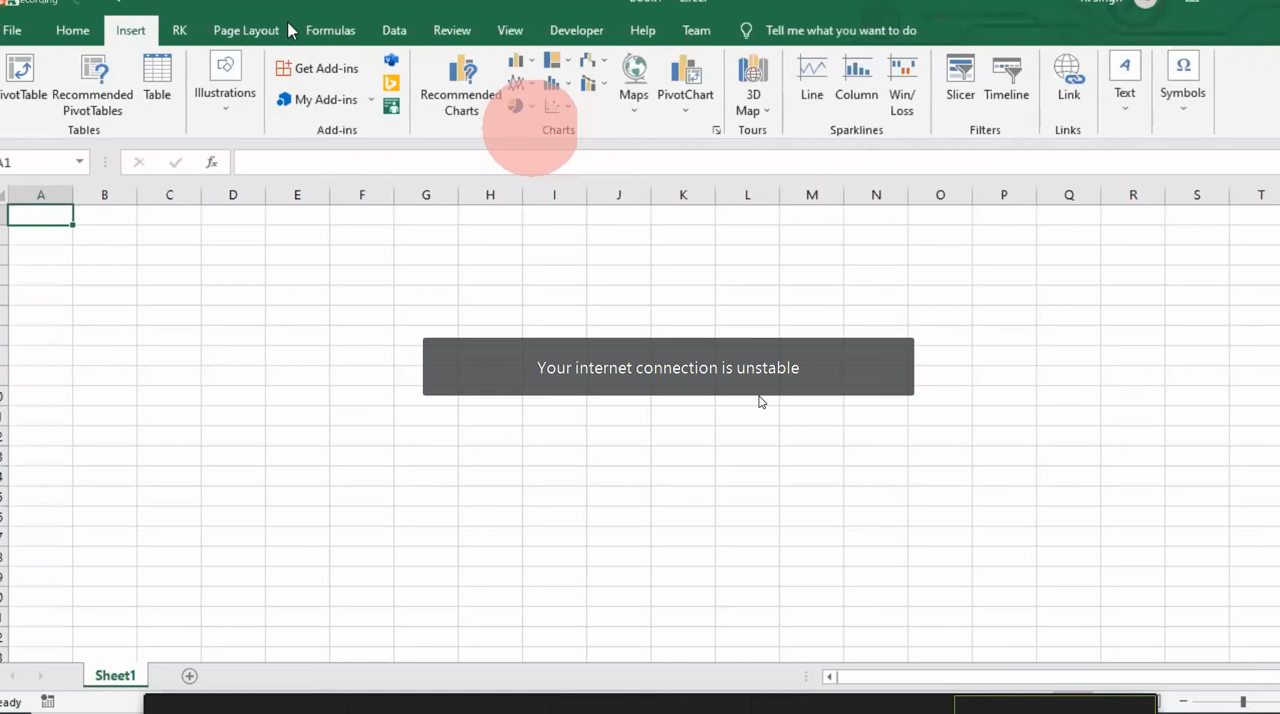 File Home Insert RK Page Layout Formulas Data Review View Developer Help Team Tell me what you want to do
PivotTable Recommended PivotTables Table Illustrations Get Add-ins My Add-ins Recommended Charts Maps PivotChart 3D Map Line Column Win/Loss Slicer Timeline Link Text Symbols
Tables Add-ins Charts Tours Sparklines Filters Links
A1 fx
A B C D E F G H I J K L M N O P Q R S T
Your internet connection is unstable
Sheet1